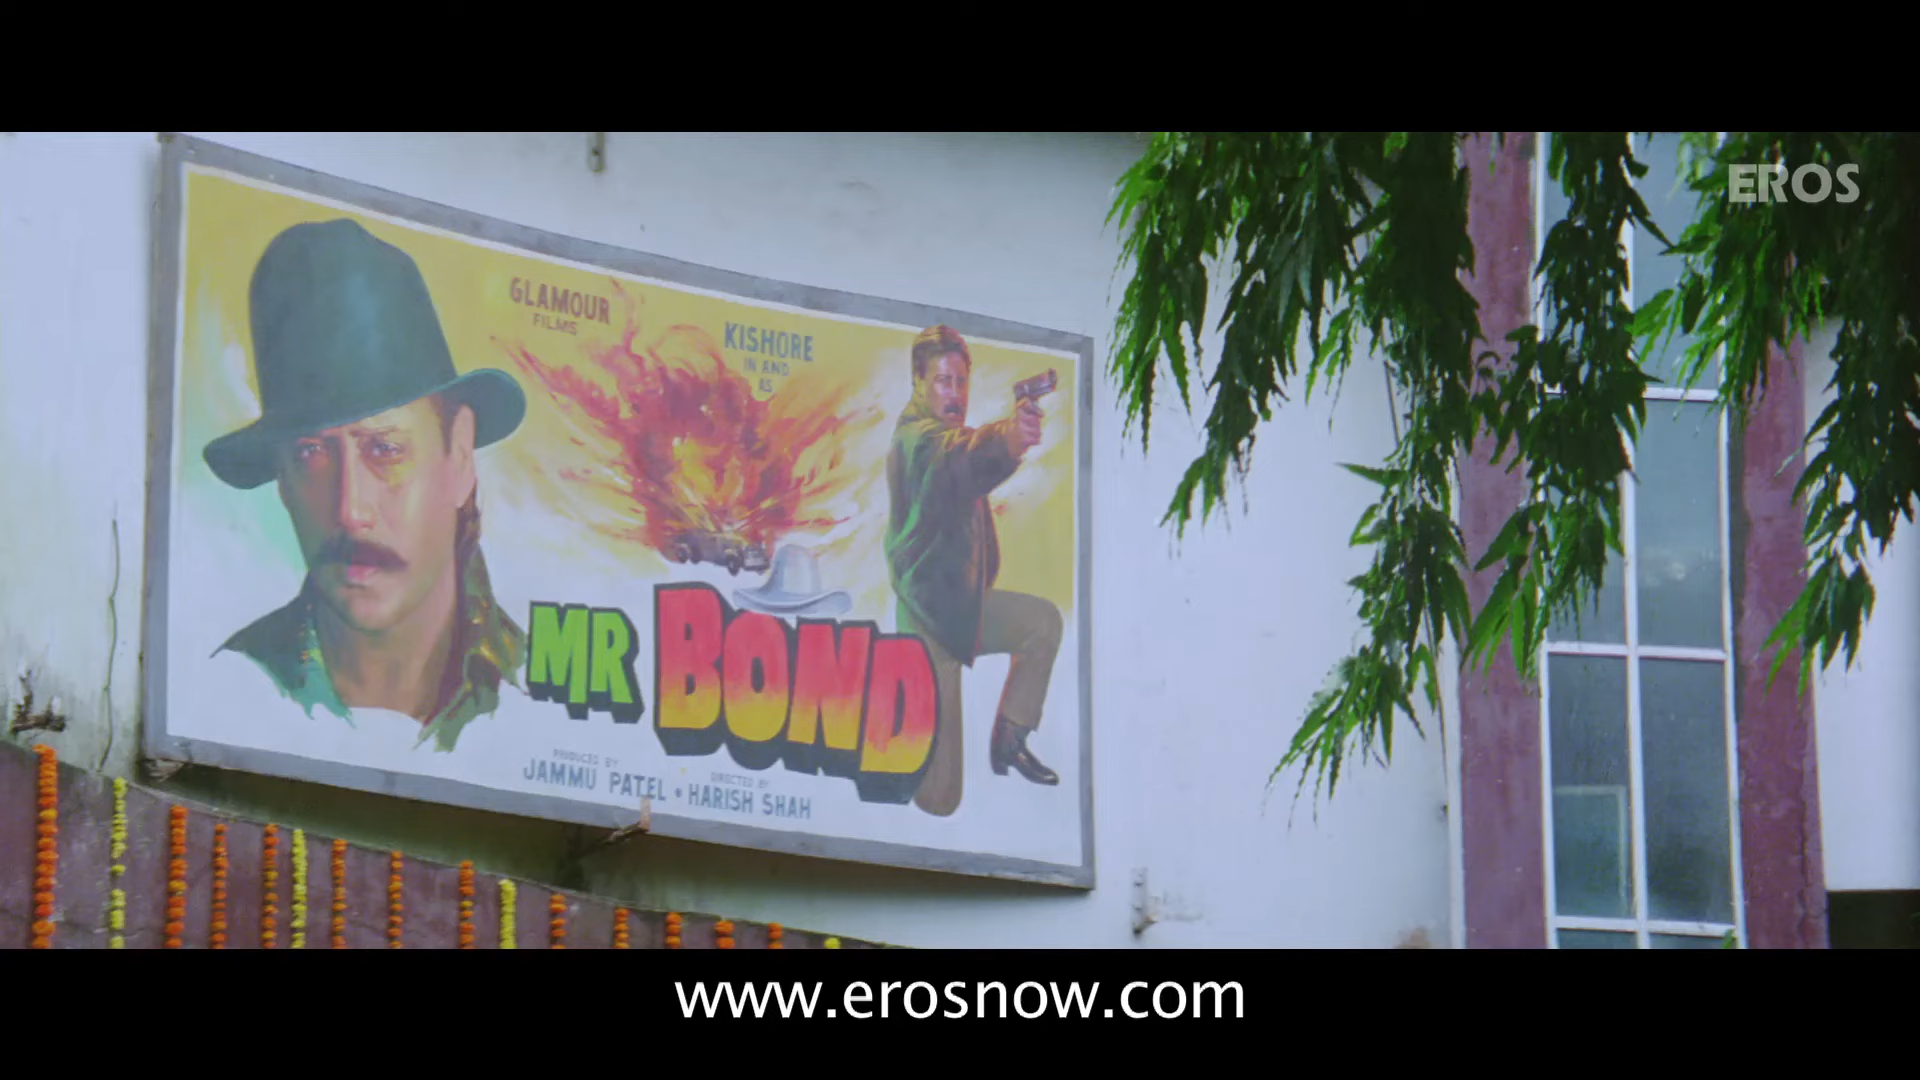 EROS
GLAMOUR
FILMS
KISHORE
IN AND
AS
MR BOND
PRODUCED BY
JAMMU PATEL •
DIRECTED BY
HARISH SHAH
www.erosnow.com